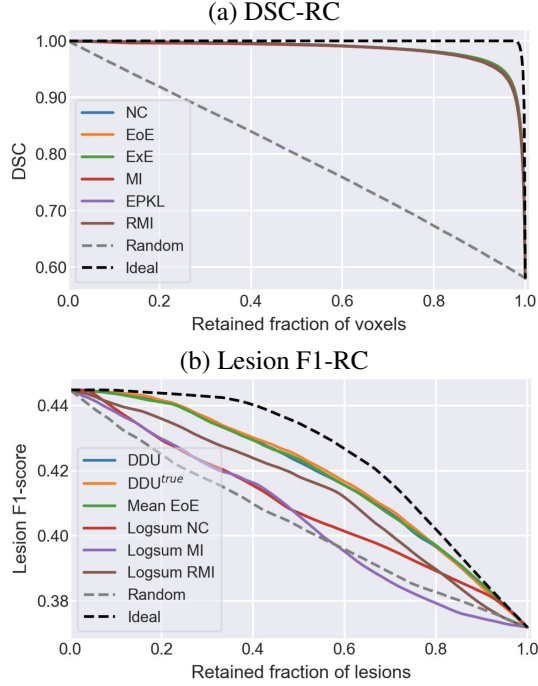 (a) DSC-RC
1.00
0.90
0.80
0.70
0.60
DSC
NC
EoE
ExE
MI
EPKL
RMI
Random
Ideal
0.0 0.2 0.4 0.6 0.8 1.0
Retained fraction of voxels
(b) Lesion F1-RC
0.44
0.42
0.40
0.38
Lesion F1-score
DDU
DDU^true
Mean EoE
Logsum NC
Logsum MI
Logsum RMI
Random
Ideal
0.0 0.2 0.4 0.6 0.8 1.0
Retained fraction of lesions